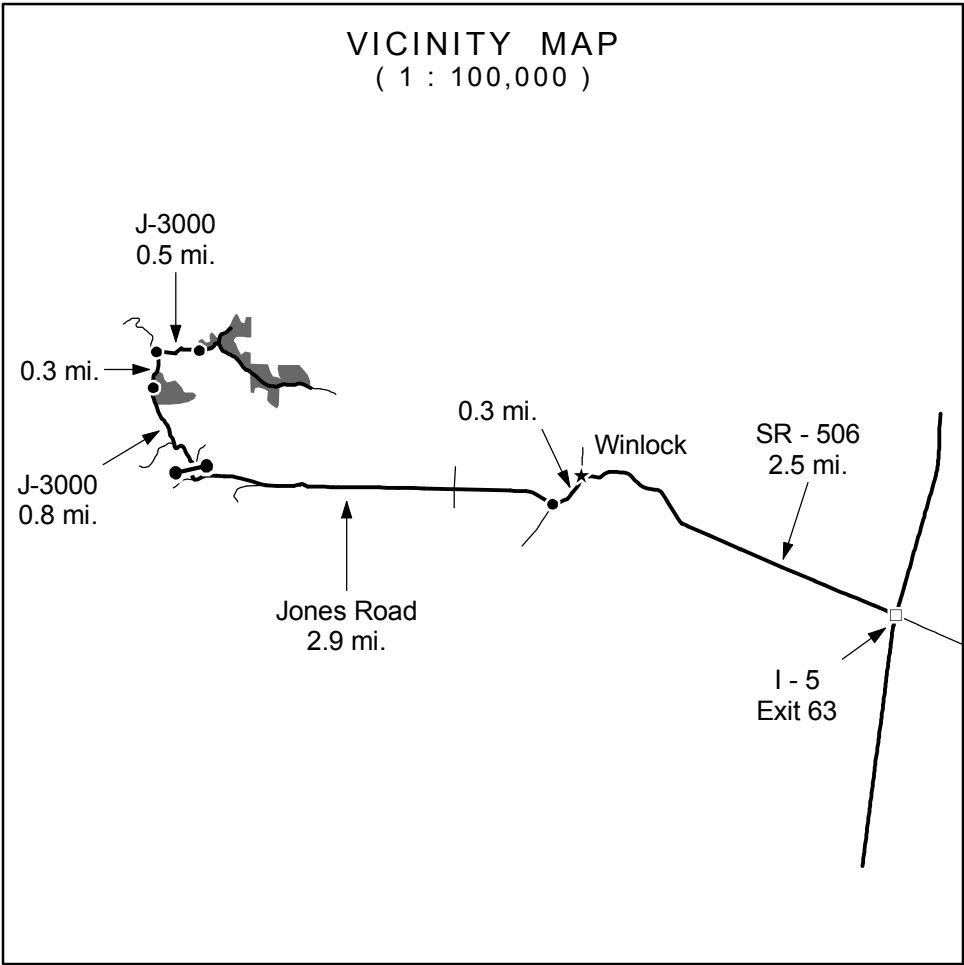 VICINITY MAP
( 1 : 100,000 )
J-3000
0.5 mi.
0.3 mi.
0.3 mi.
Winlock
SR - 506
2.5 mi.
J-3000
0.8 mi.
Jones Road
2.9 mi.
I - 5
Exit 63